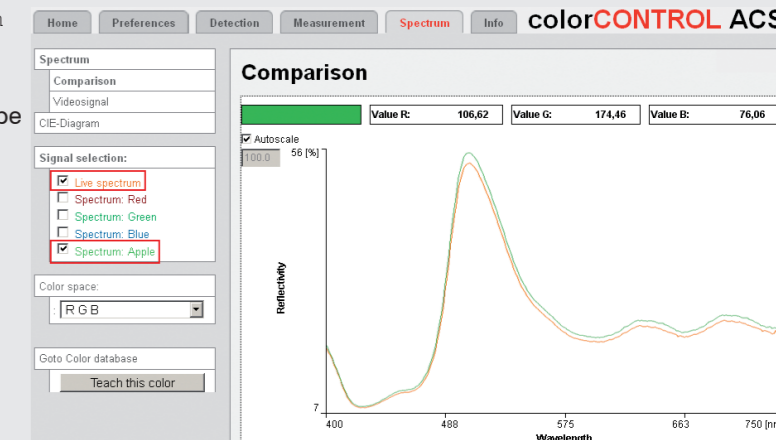 Home Preferences Detection Measurement Spectrum Info colorCONTROL ACS
Spectrum
Comparison
Videosignal
CIE-Diagram
Signal selection:
Live spectrum
Spectrum: Red
Spectrum: Green
Spectrum: Blue
Spectrum: Apple
Color space:
: RGB
Goto Color database
Teach this color
Comparison
Value R: 106,62 Value G: 174,46 Value B: 76,06
Autoscale
100.0
56 [%]
Reflectivity
7
400 488 575 663 750 [nm
Wavelength